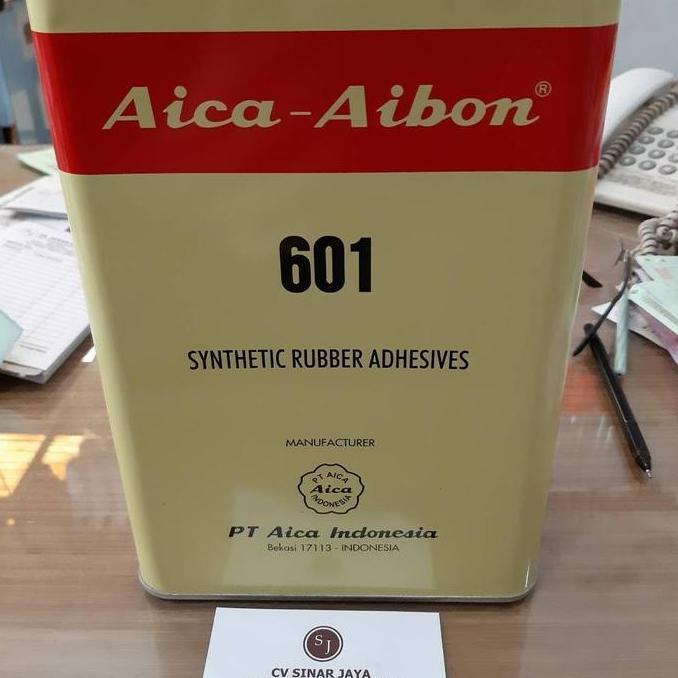 Aica-Aibon®
601
SYNTHETIC RUBBER ADHESIVES
MANUFACTURER
PT AICA
Aica
INDONESIA
PT Aica Indonesia
Bekasi 17113 - INDONESIA
SJ
CV SINAR JAYA